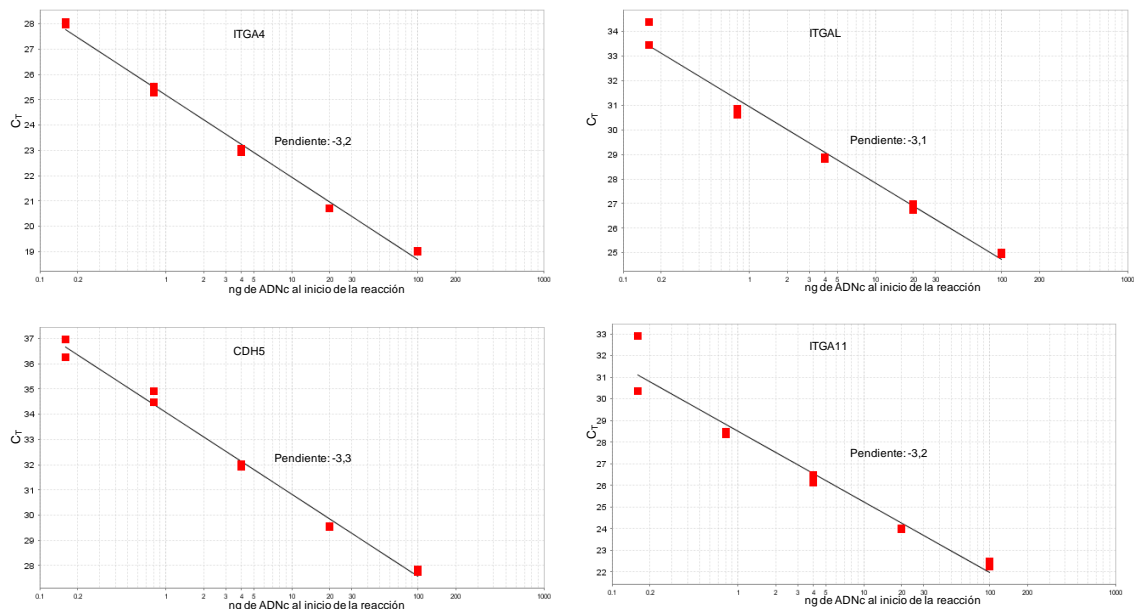 ITGA4
28
27
26
25
24
23
22
21
20
19
C_T
Pendiente: -3,2
0.1 0.2 1 2 3 4 5 10 20 30 100 200 1000
ng de ADNc al inicio de la reacción
ITGAL
34
33
32
31
30
29
28
27
26
25
C_T
Pendiente: -3,1
0.1 0.2 1 2 3 4 5 10 20 30 100 200 1000
ng de ADNc al inicio de la reacción
CDH5
37
36
35
34
33
32
31
30
29
28
C_T
Pendiente: -3,3
0.1 0.2 1 2 3 4 5 10 20 30 100 200 1000
ng de ADNc al inicio de la reacción
ITGA11
33
32
31
30
29
28
27
26
25
24
23
22
C_T
Pendiente: -3,2
0.1 0.2 1 2 3 4 5 10 20 30 100 200 1000
ng de ADNc al inicio de la reacción